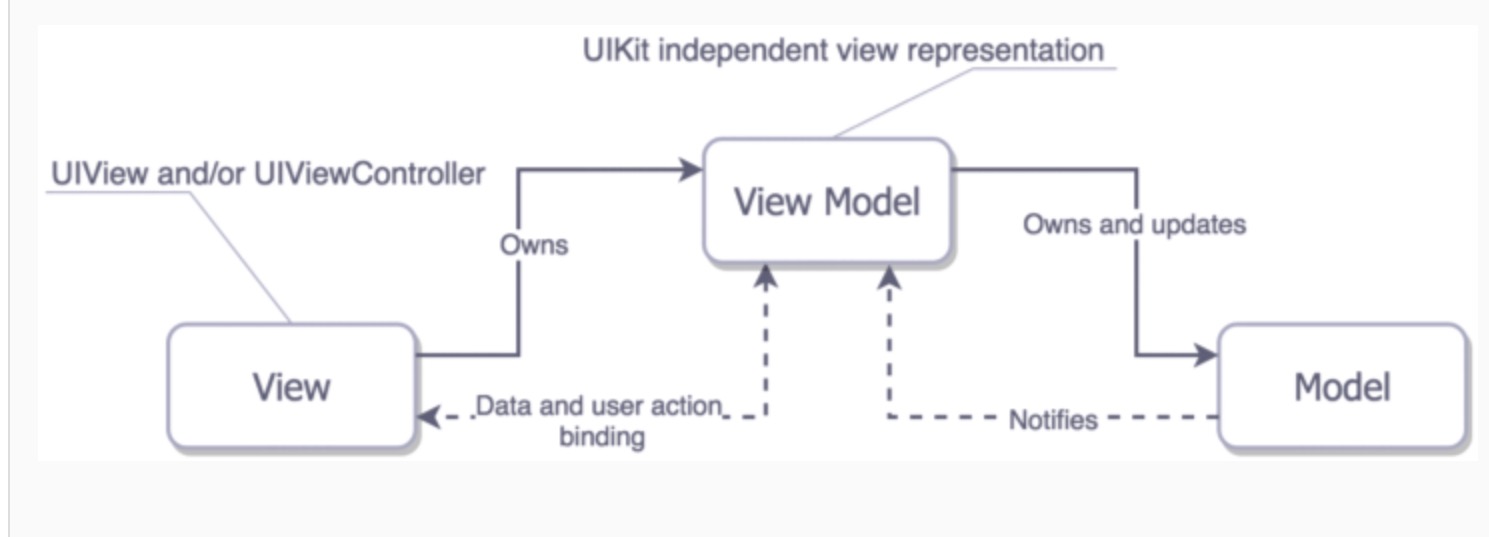 UIKit independent view representation
UIView and/or UIViewController
View Model
Owns and updates
Owns
View
Model
Data and user action
binding
Notifies